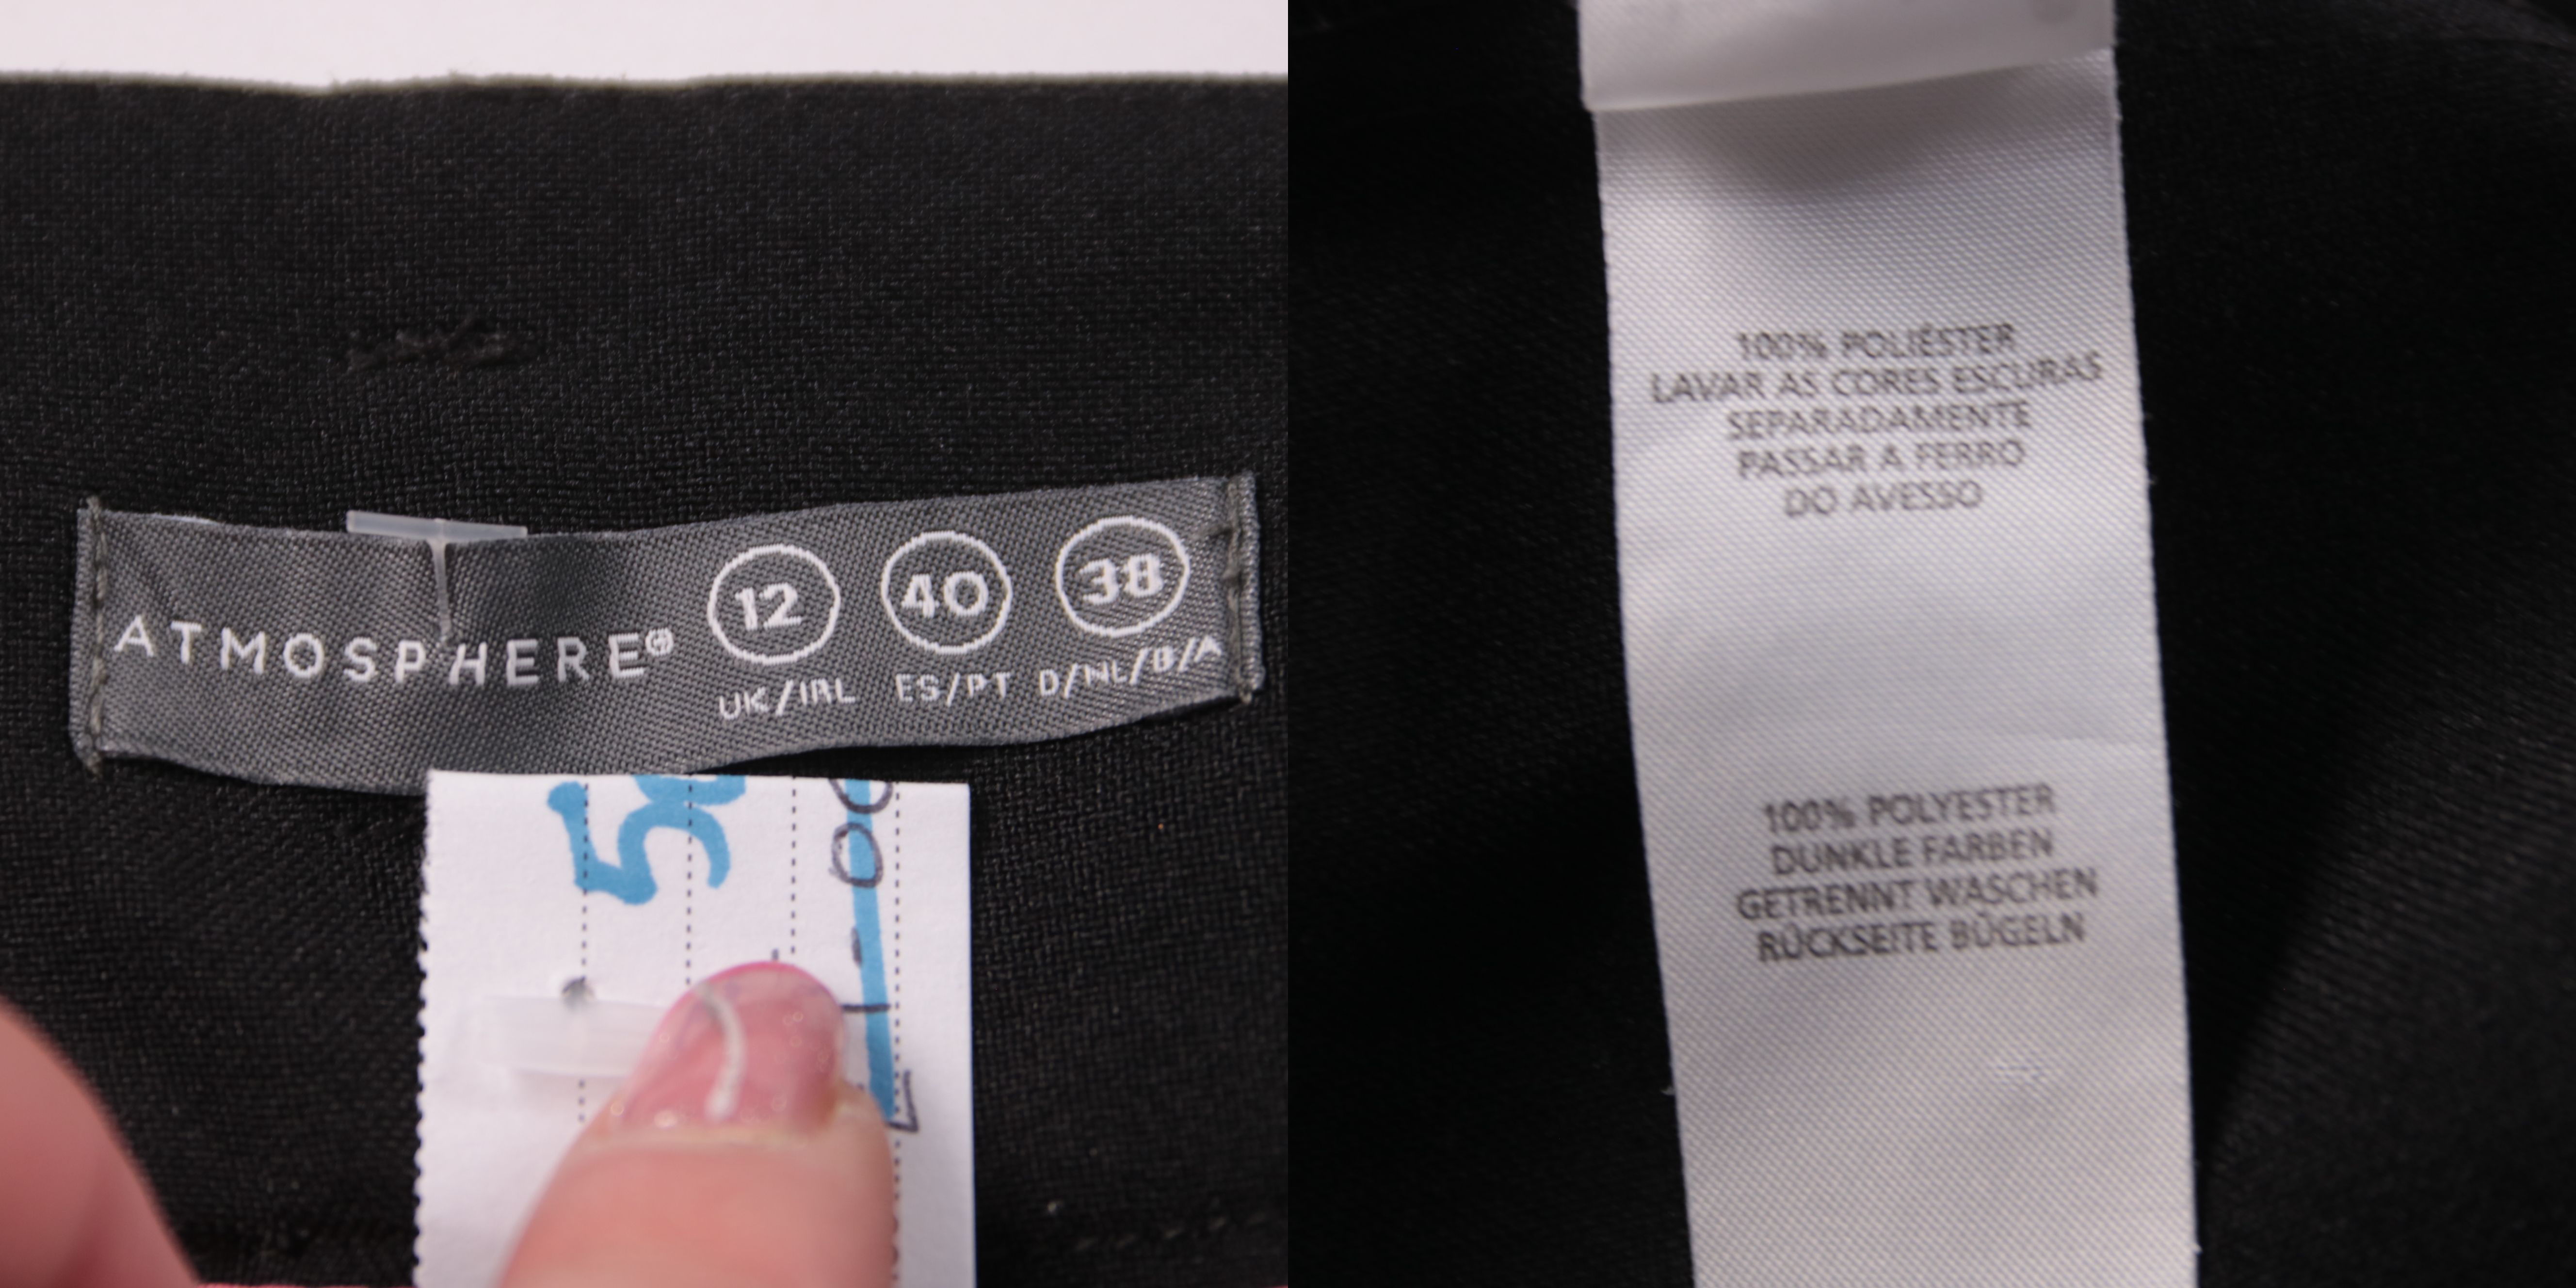 ATMOSPHERE®
12 40 38
UK/IRL ES/PT D/NL/B/A
100% POLIÉSTER
LAVAR AS CORES ESCURAS
SEPARADAMENTE
PASSAR A FERRO
DO AVESSO
100% POLYESTER
DUNKLE FARBEN
GETRENNT WASCHEN
RÜCKSEITE BÜGELN